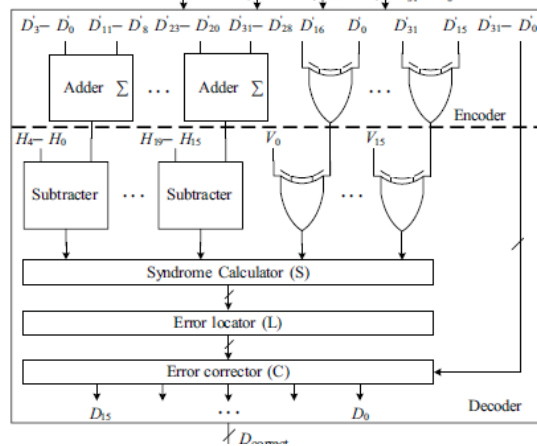 D'3– D'0 D'11– D'8 D'23– D'20 D'31– D'28 D'16 D'0 D'31 D'15 D'31– D'0
Adder Σ ... Adder Σ ... Encoder
H4– H0 H19– H15 V0 V15
Subtracter ... Subtracter ...
Syndrome Calculator (S)
Error locator (L)
Error corrector (C)
D15 ... D0 Decoder
Dcorrect